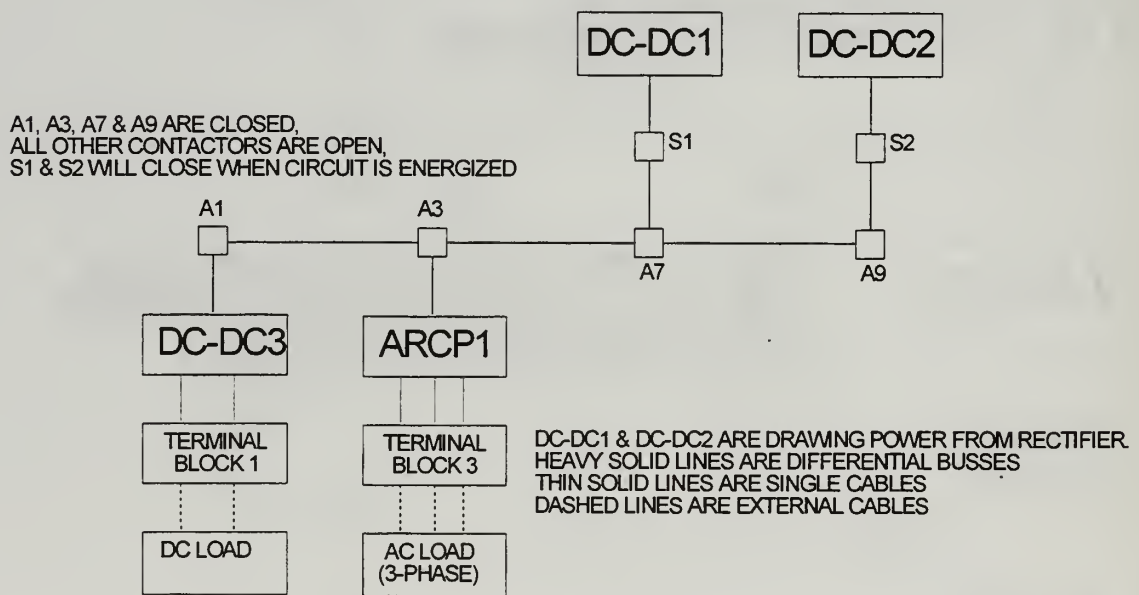 DC-DC1
DC-DC2
A1, A3, A7 & A9 ARE CLOSED,
ALL OTHER CONTACTORS ARE OPEN,
S1 & S2 WILL CLOSE WHEN CIRCUIT IS ENERGIZED
S1
S2
A1
A3
A7
A9
DC-DC3
ARCP1
TERMINAL
BLOCK 1
TERMINAL
BLOCK 3
DC-DC1 & DC-DC2 ARE DRAWING POWER FROM RECTIFIER.
HEAVY SOLID LINES ARE DIFFERENTIAL BUSSES
THIN SOLID LINES ARE SINGLE CABLES
DASHED LINES ARE EXTERNAL CABLES
DC LOAD
AC LOAD
(3-PHASE)